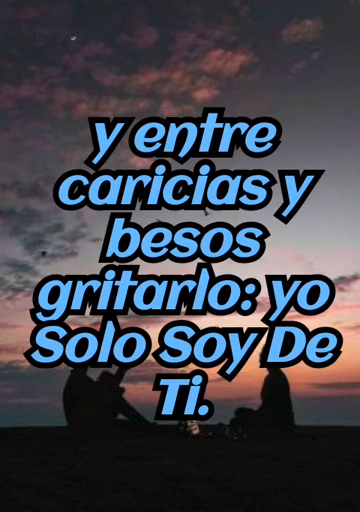 y entre
caricias y
besos
gritarlo: yo
Solo Soy De
Ti.